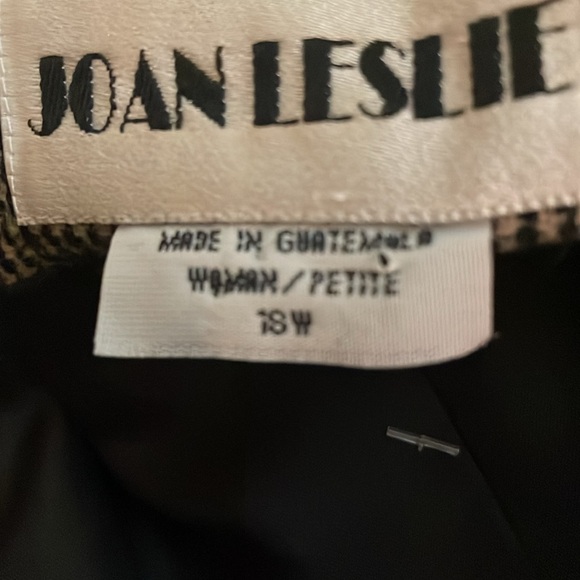 JOAN LESLIE
MADE IN GUATEMALA
WOMAN/PETITE
18W